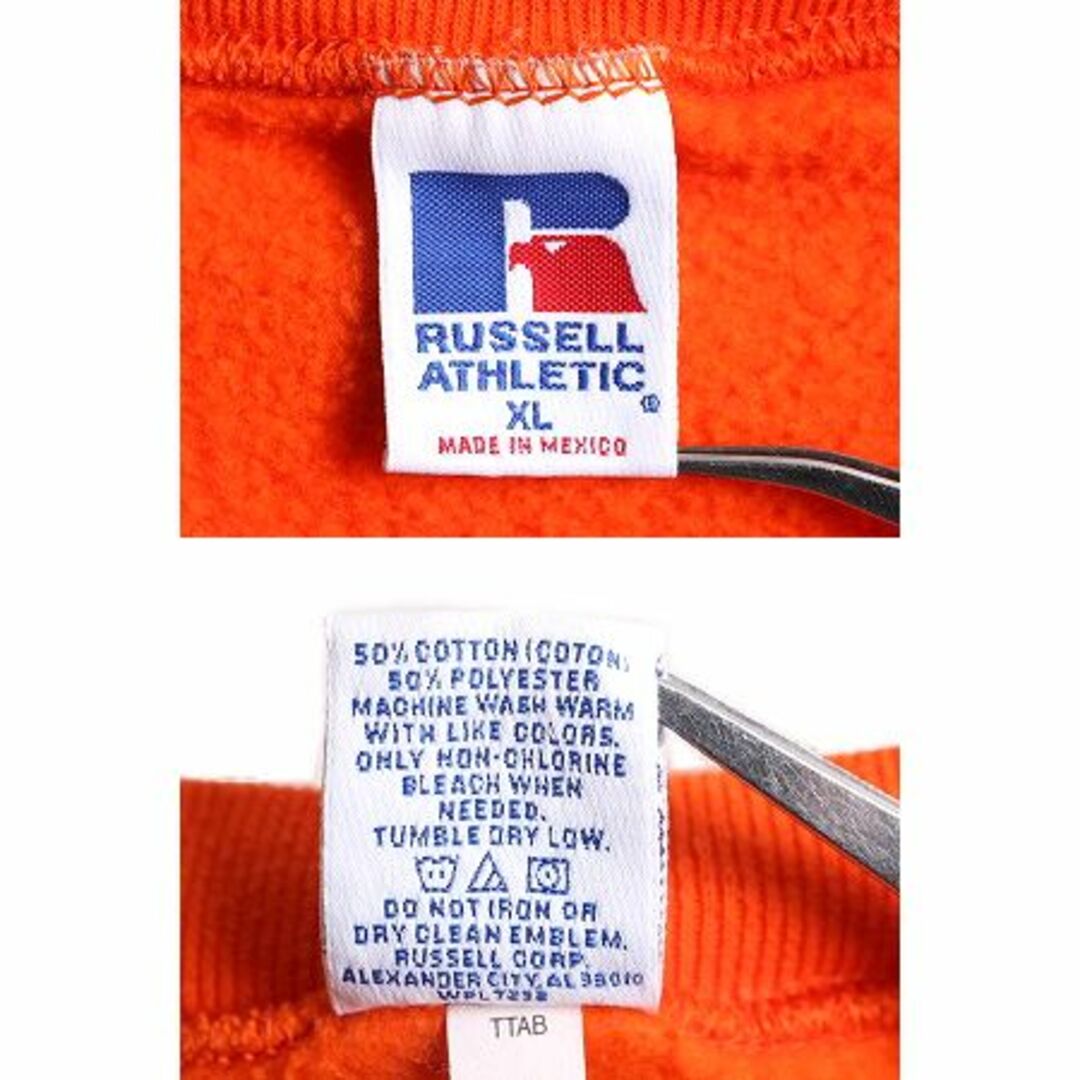 RUSSELL
ATHLETIC®
XL
MADE IN MEXICO
50% COTTON (COTON)
50% POLYESTER
MACHINE WASH WARM
WITH LIKE COLORS.
ONLY NON-CHLORINE
BLEACH WHEN
NEEDED.
TUMBLE DRY LOW.
DO NOT IRON OR
DRY CLEAN EMBLEM.
RUSSELL CORP.
ALEXANDER CITY, AL 35010
WPL 7298
TTAB